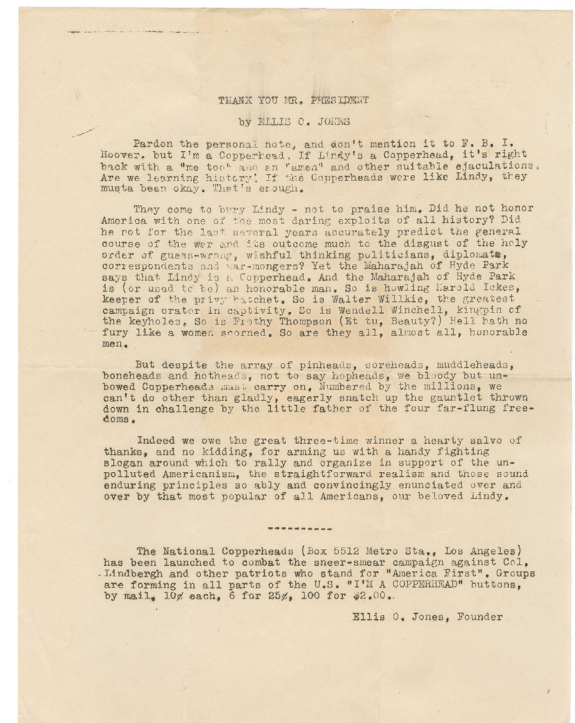 THANK YOU MR. PRESIDENT
by ELLIS O. JONES
Pardon the personal note, and don't mention it to F. B. I.
Hoover, but I'm a Copperhead. If Lindy's a Copperhead, it's right
back with a "me too" and an "amen" and other suitable ejaculations.
Are we learning history! If the Copperheads were like Lindy, they
musta been okay. That's enough.
They come to bury Lindy - not to praise him. Did he not honor
America with one of the most daring exploits of all history? Did
he not for the last several years accurately predict the general
course of the war and its outcome much to the disgust of the holy
order of guess-wrong, wishful thinking politicians, diplomats,
correspondents and war-mongers? Yet the Maharajah of Hyde Park
says that Lindy is a Copperhead. And the Maharajah of Hyde Park
is (or used to be) an honorable man. So is howling Harold Ickes,
keeper of the privy hatchet. So is Walter Willkie, the greatest
campaign orator in captivity. So is Wendell Winchell, kingpin of
the keyholes. So is Frothy Thompson (Et tu, Beauty?) Hell hath no
fury like a women scorned. So are they all, almost all, honorable
men.
But despite the array of pinheads, soreheads, muddleheads,
boneheads and hotheads, not to say hopheads, we bloody but un-
bowed Copperheads must carry on. Numbered by the millions, we
can't do other than gladly, eagerly snatch up the gauntlet thrown
down in challenge by the little father of the four far-flung free-
doms.
Indeed we owe the great three-time winner a hearty salvo of
thanks, and no kidding, for arming us with a handy fighting
slogan around which to rally and organize in support of the un-
polluted Americanism, the straightforward realism and those sound
enduring principles so ably and convincingly enunciated over and
over by that most popular of all Americans, our beloved Lindy.
----------
The National Copperheads (Box 5512 Metro Sta., Los Angeles)
has been launched to combat the sneer-smear campaign against Col.
Lindbergh and other patriots who stand for "America First". Groups
are forming in all parts of the U.S. "I'M A COPPERHEAD" buttons,
by mail, 10¢ each, 6 for 25¢, 100 for $2.00.
Ellis O. Jones, Founder